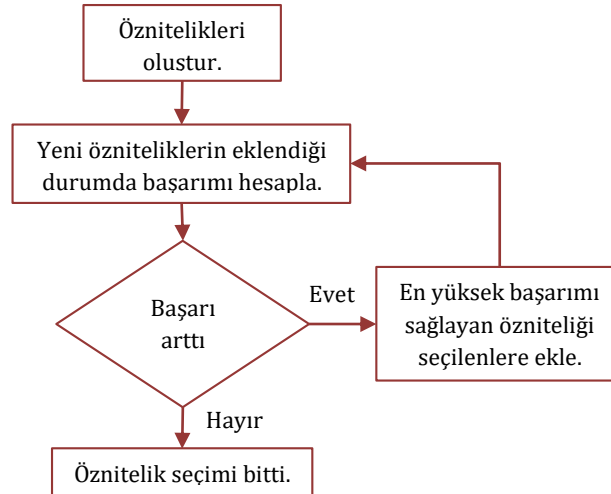 Öznitelikleri
olustur.
Yeni özniteliklerin eklendiği
durumda başarımı hesapla.
Başarı
arttı
Evet
En yüksek başarımı
sağlayan özniteliği
seçilenlere ekle.
Hayır
Öznitelik seçimi bitti.